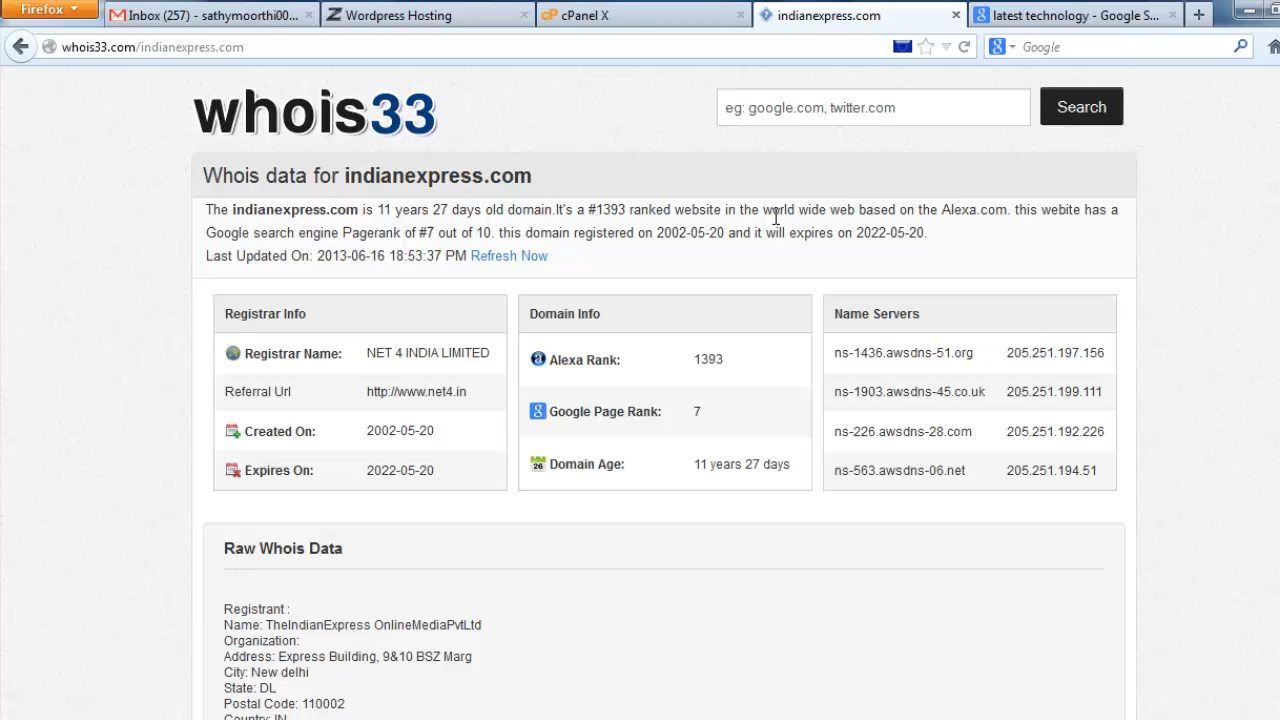 Firefox
Inbox (257) - sathymoorthi00...
Wordpress Hosting
cPanel X
indianexpress.com
latest technology - Google S...
whois33.com/indianexpress.com
Google
whois33
eg: google.com, twitter.com
Search
Whois data for indianexpress.com
The indianexpress.com is 11 years 27 days old domain.It's a #1393 ranked website in the world wide web based on the Alexa.com. this webite has a
Google search engine Pagerank of #7 out of 10. this domain registered on 2002-05-20 and it will expires on 2022-05-20.
Last Updated On: 2013-06-16 18:53:37 PM Refresh Now
Registrar Info
Registrar Name: NET 4 INDIA LIMITED
Referral Url http://www.net4.in
Created On: 2002-05-20
Expires On: 2022-05-20
Domain Info
Alexa Rank: 1393
Google Page Rank: 7
Domain Age: 11 years 27 days
Name Servers
ns-1436.awsdns-51.org 205.251.197.156
ns-1903.awsdns-45.co.uk 205.251.199.111
ns-226.awsdns-28.com 205.251.192.226
ns-563.awsdns-06.net 205.251.194.51
Raw Whois Data
Registrant :
Name: TheIndianExpress OnlineMediaPvtLtd
Organization:
Address: Express Building, 9&10 BSZ Marg
City: New delhi
State: DL
Postal Code: 110002
Country: IN